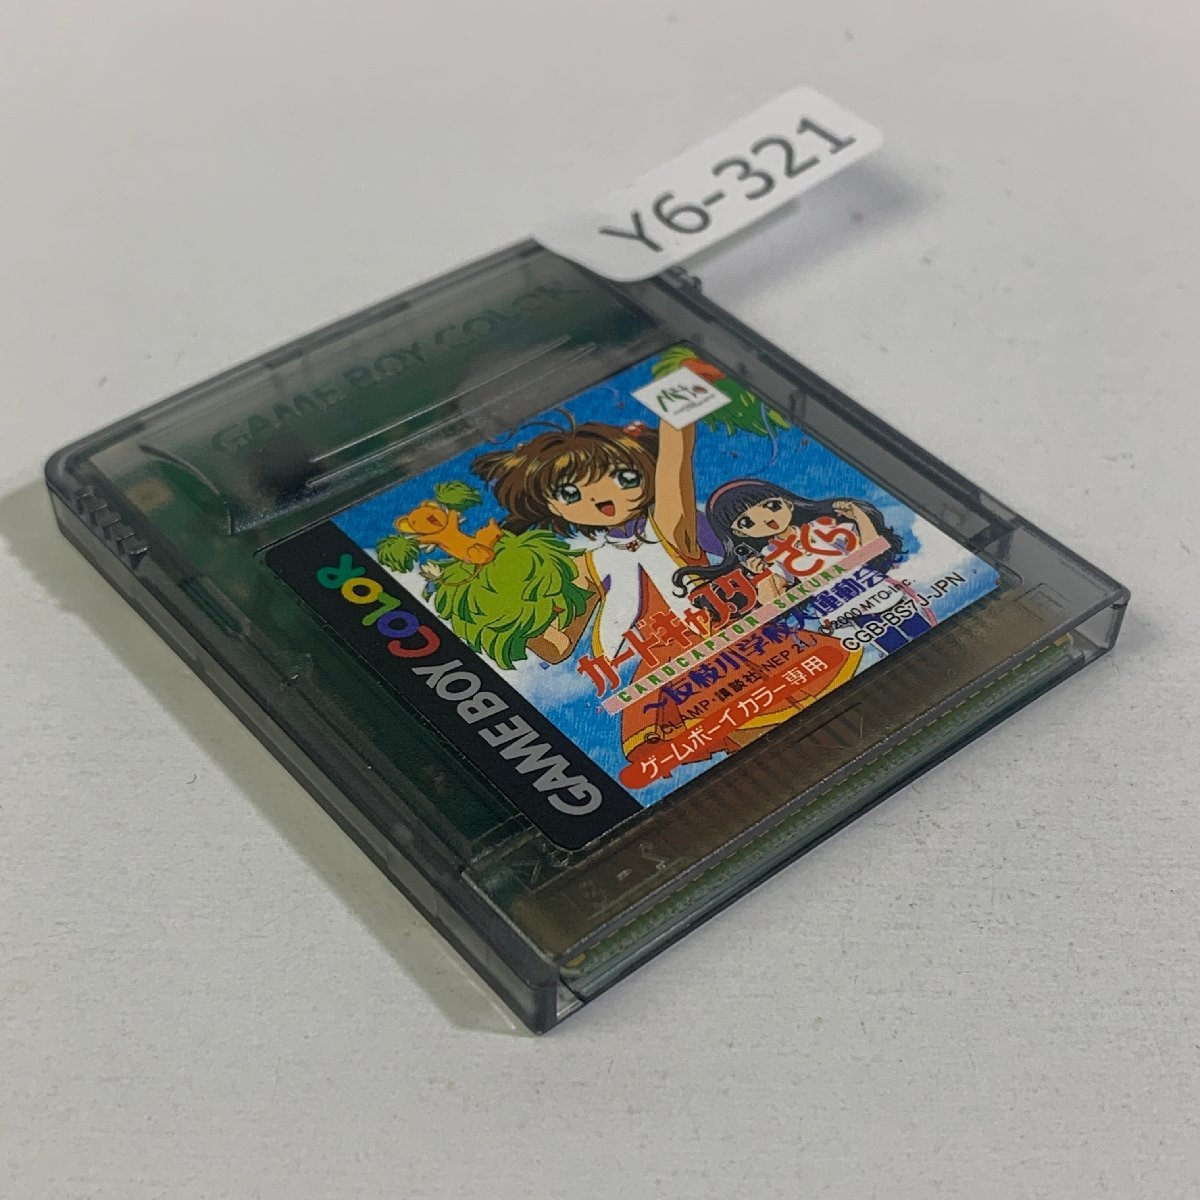 Y6-321
GAME BOY COLOR
GAME BOY COLOR
カードキャプターさくら
CARDCAPTOR SAKURA
〜友枝小学校大運動会〜
©CLAMP・講談社/NEP 21/©2000 MTO Inc
ゲームボーイカラー専用
CGB-BS7J-JPN